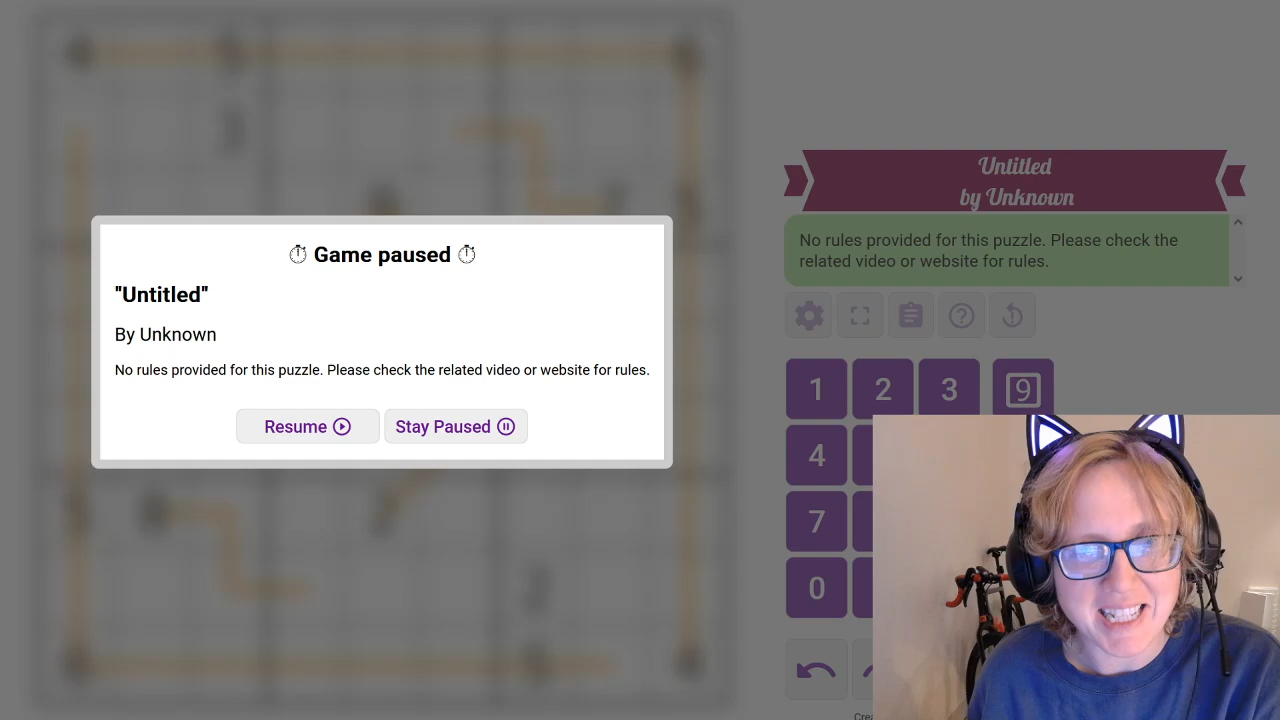 Untitled
by Unknown
No rules provided for this puzzle. Please check the
related video or website for rules.
Game paused
"Untitled"
By Unknown
No rules provided for this puzzle. Please check the related video or website for rules.
Resume
Stay Paused
1 2 3 9
4
7
0